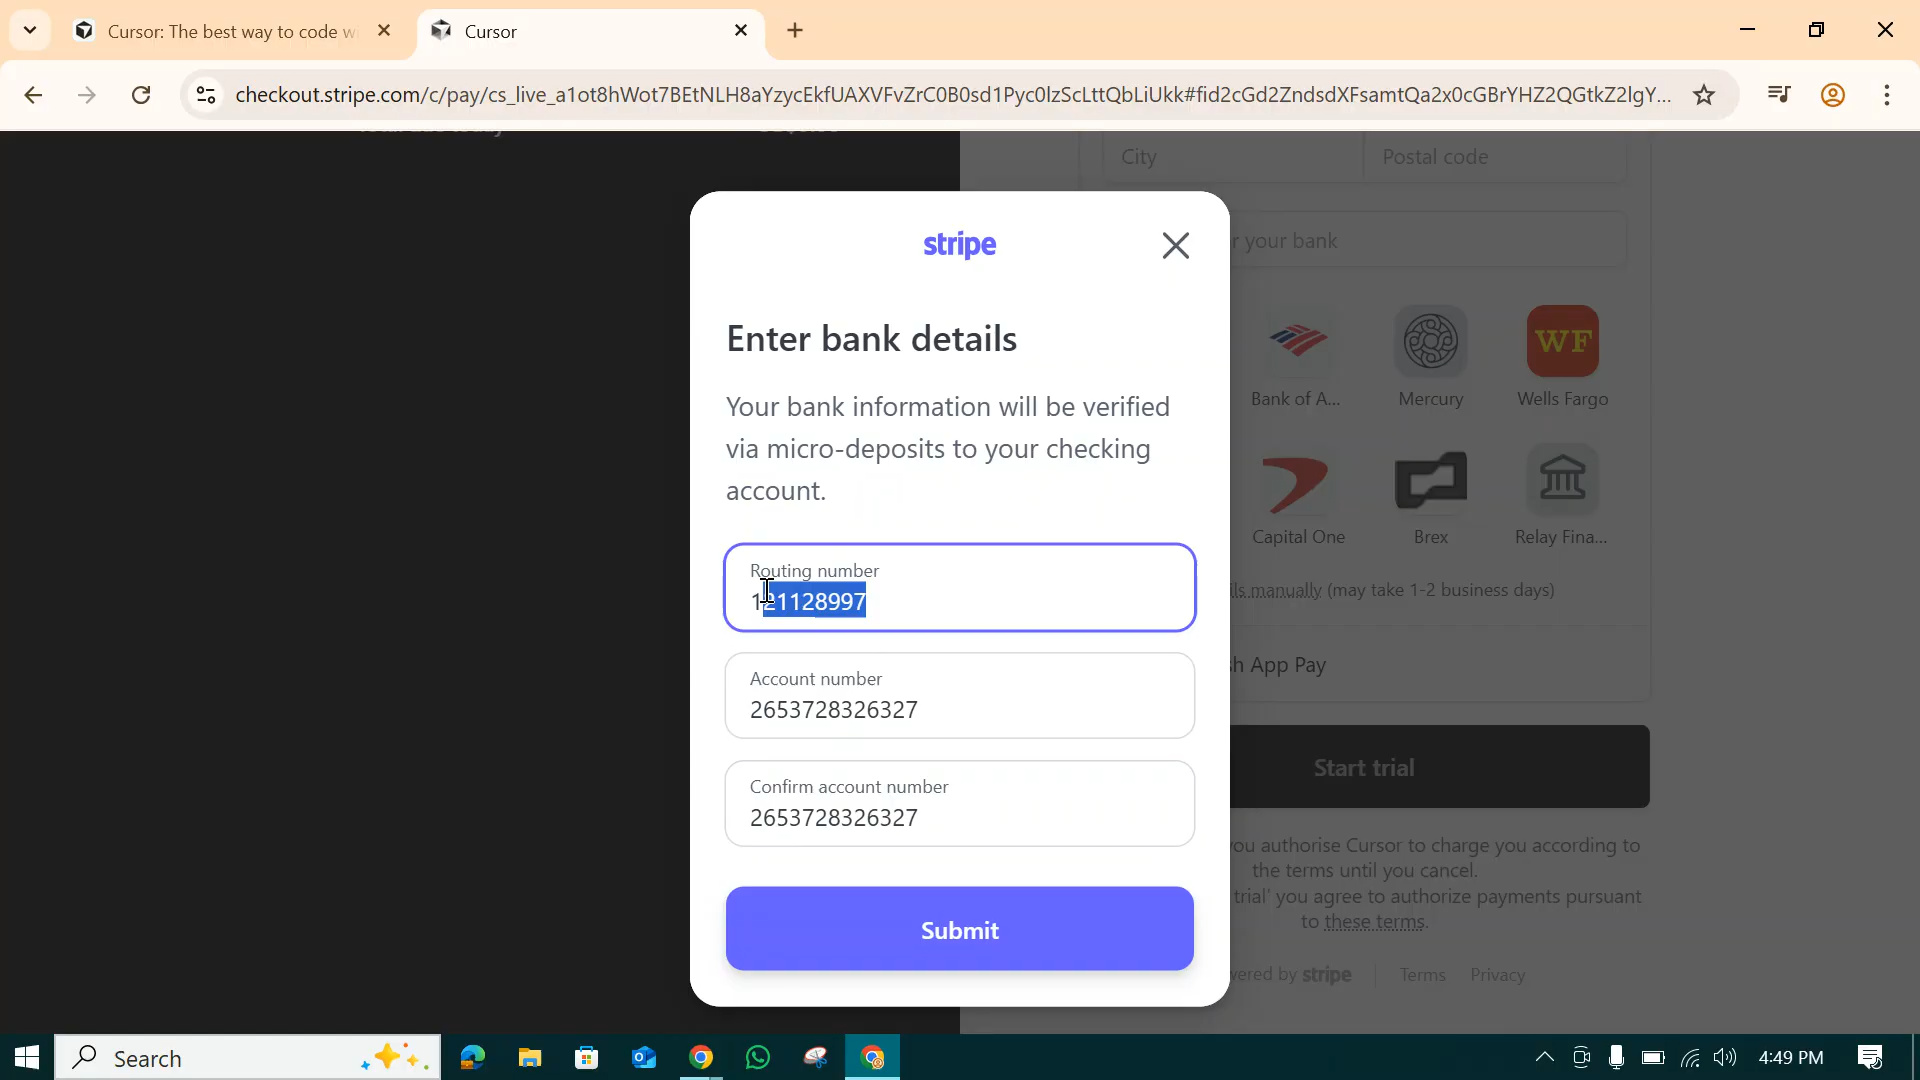 Cursor: The best way to code w
Cursor
checkout.stripe.com/c/pay/cs_live_a1ot8hWot7BEtNLH8aYzycEkfUAXVFvZrC0B0sd1Pyc0lzScLttQbLiUkk#fid2cGd2ZndsdXFsamtQa2x0cGBrYHZ2QGtkZ2lgY...
City
Postal code
stripe
r your bank
Enter bank details
Your bank information will be verified
via micro-deposits to your checking
account.
Bank of A...
Mercury
WF
Wells Fargo
Capital One
Brex
Relay Fina...
Routing number
121128997
ils manually (may take 1-2 business days)
Account number
2653728326327
h App Pay
Confirm account number
2653728326327
Start trial
Submit
you authorise Cursor to charge you according to
the terms until you cancel.
trial' you agree to authorize payments pursuant
to these terms.
wered by stripe
Terms
Privacy
Search
4:49 PM